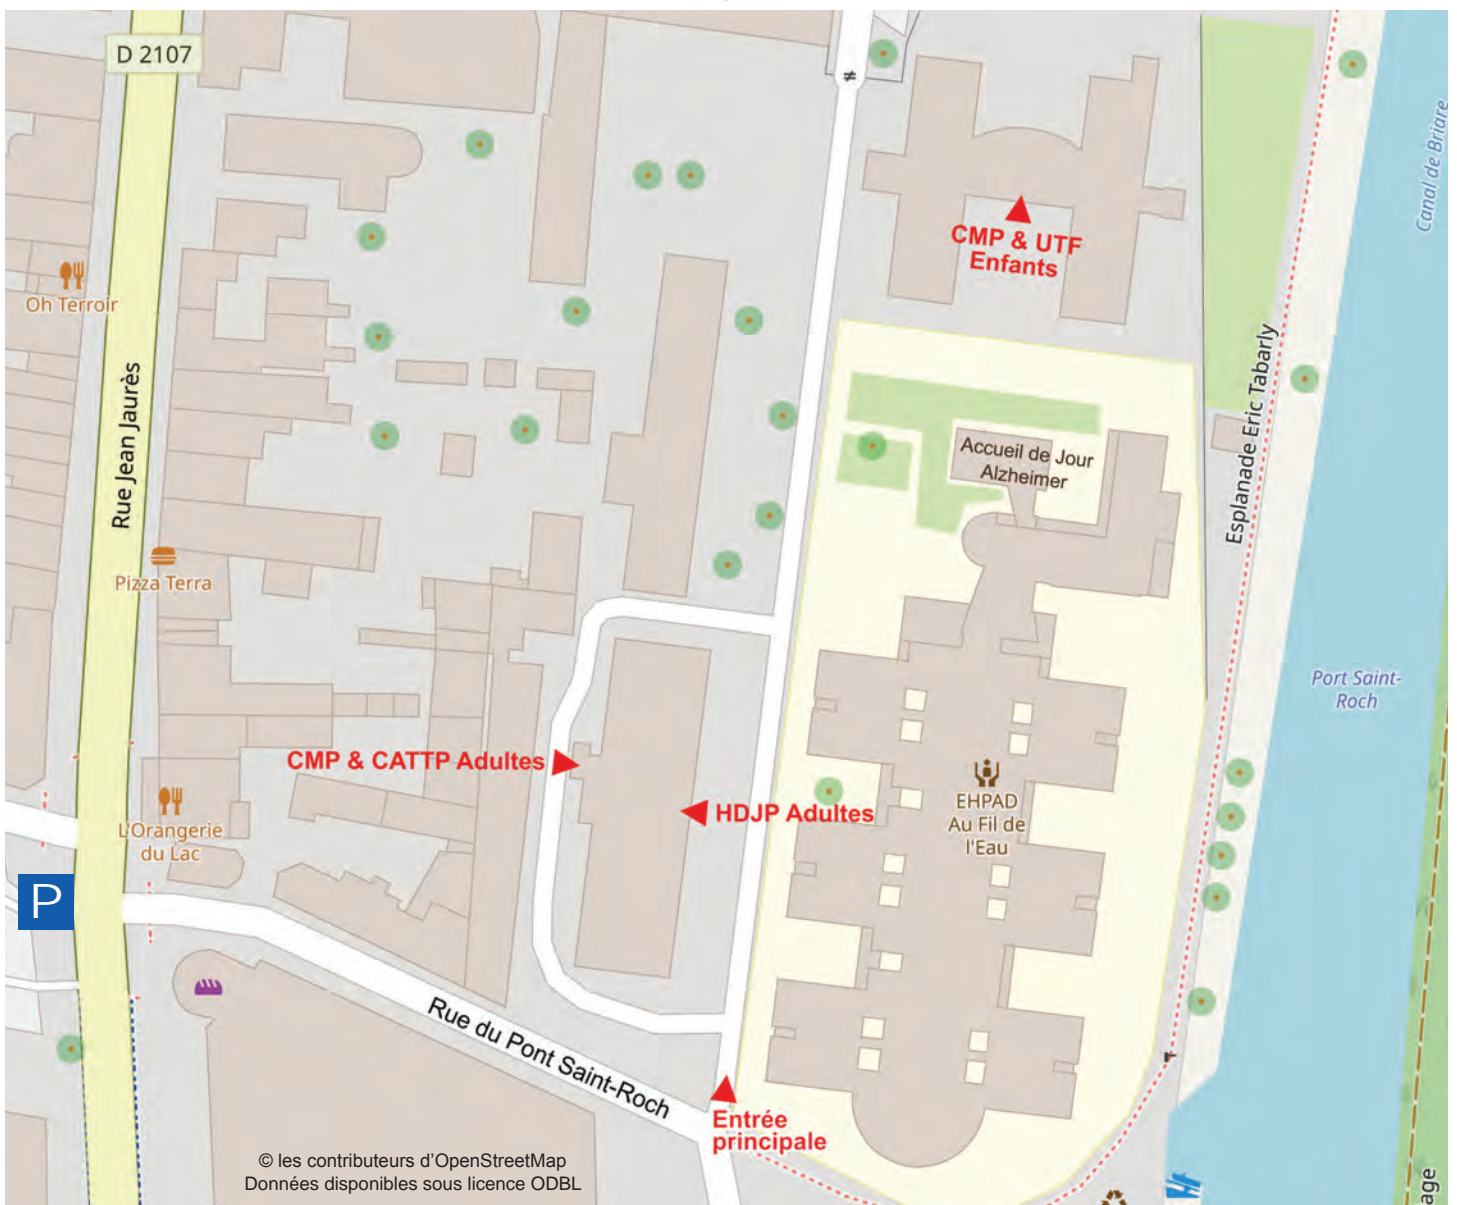 D 2107
Canal de Briare
CMP & UTF
Enfants
Oh Terroir
Rue Jean Jaurès
Esplanade Eric Tabarly
Accueil de Jour
Alzheimer
Pizza Terra
Port Saint-
Roch
CMP & CATTP Adultes
HDJP Adultes
EHPAD
Au Fil de
l'Eau
L'Orangerie
du Lac
P
Rue du Pont Saint-Roch
Entrée
principale
© les contributeurs d'OpenStreetMap
Données disponibles sous licence ODBL
age